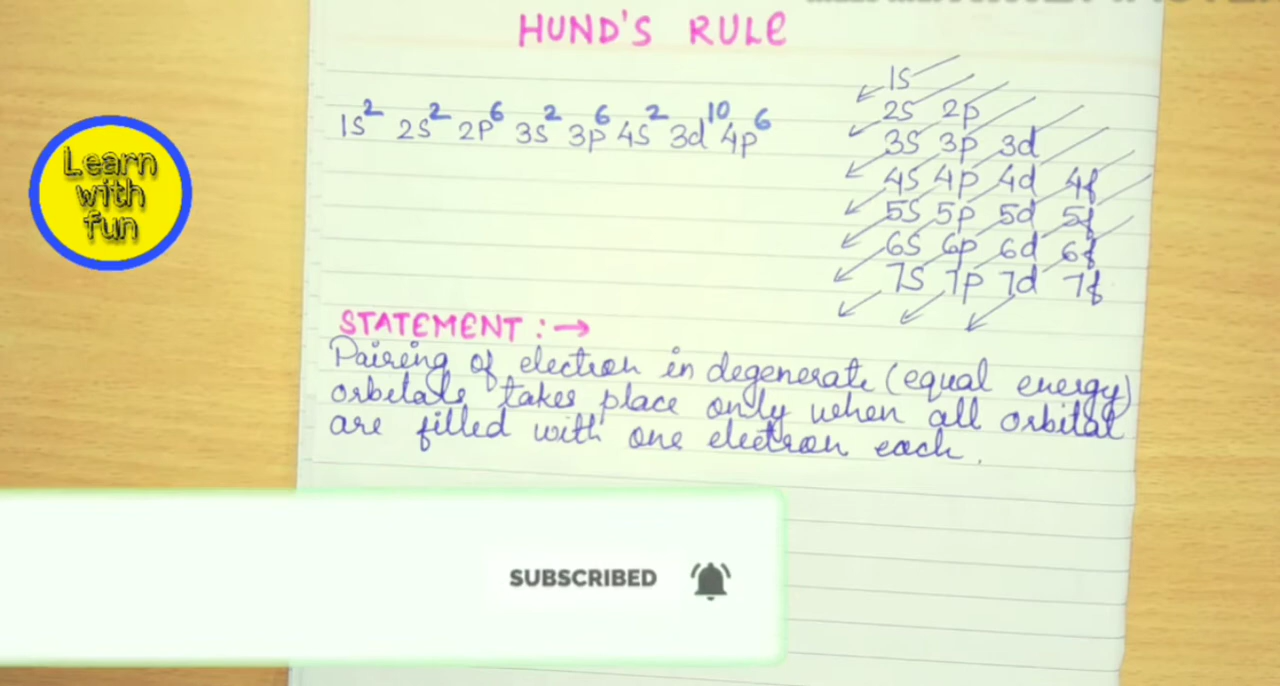 HUND'S RULE
1s² 2s² 2p⁶ 3s² 3p⁶ 4s² 3d¹⁰ 4p⁶
1s
2s 2p
3s 3p 3d
4s 4p 4d 4f
5s 5p 5d 5f
6s 6p 6d 6f
7s 7p 7d 7f
Learn
with
fun
STATEMENT :→
Pairing of electron in degenerate (equal energy)
orbitals takes place only when all orbital
are filled with one electron each.
SUBSCRIBED